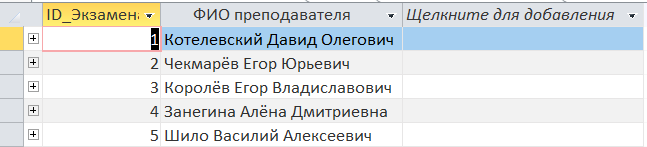 ID_Экзамена ФИО преподавателя Щелкните для добавления
1 Котелевский Давид Олегович
2 Чекмарёв Егор Юрьевич
3 Королёв Егор Владиславович
4 Занегина Алёна Дмитриевна
5 Шило Василий Алексеевич